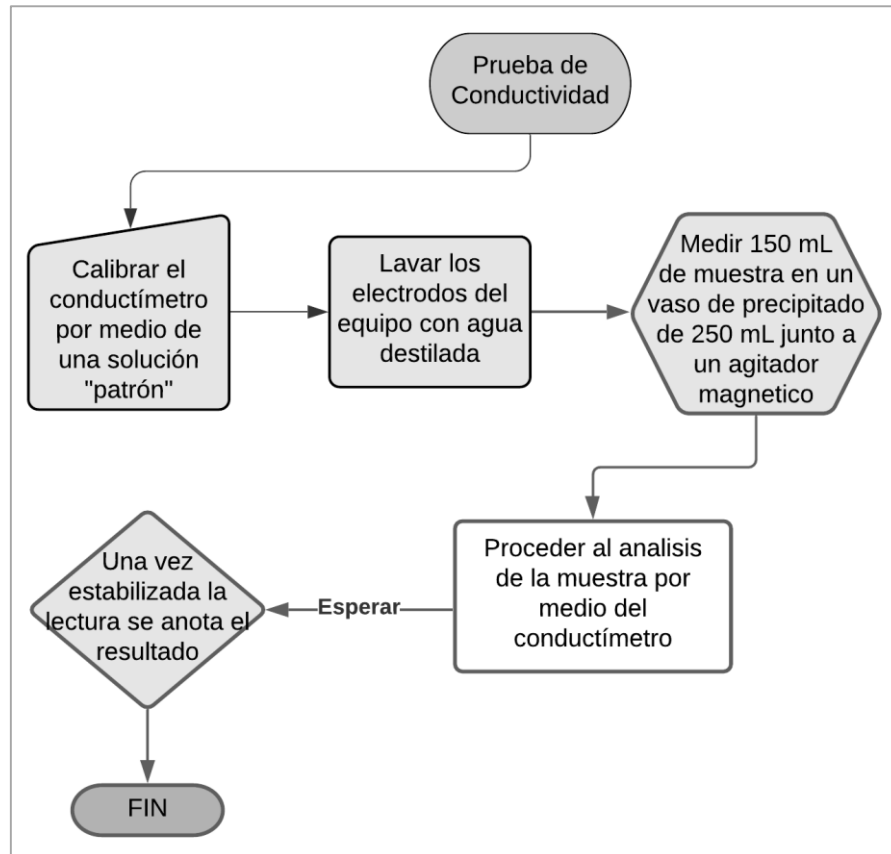 Prueba de
Conductividad
Calibrar el
conductímetro
por medio de
una solución
"patrón"
Lavar los
electrodos del
equipo con agua
destilada
Medir 150 mL
de muestra en un
vaso de precipitado
de 250 mL junto a
un agitador
magnetico
Proceder al analisis
de la muestra por
medio del
conductímetro
Esperar
Una vez
estabilizada la
lectura se anota el
resultado
FIN